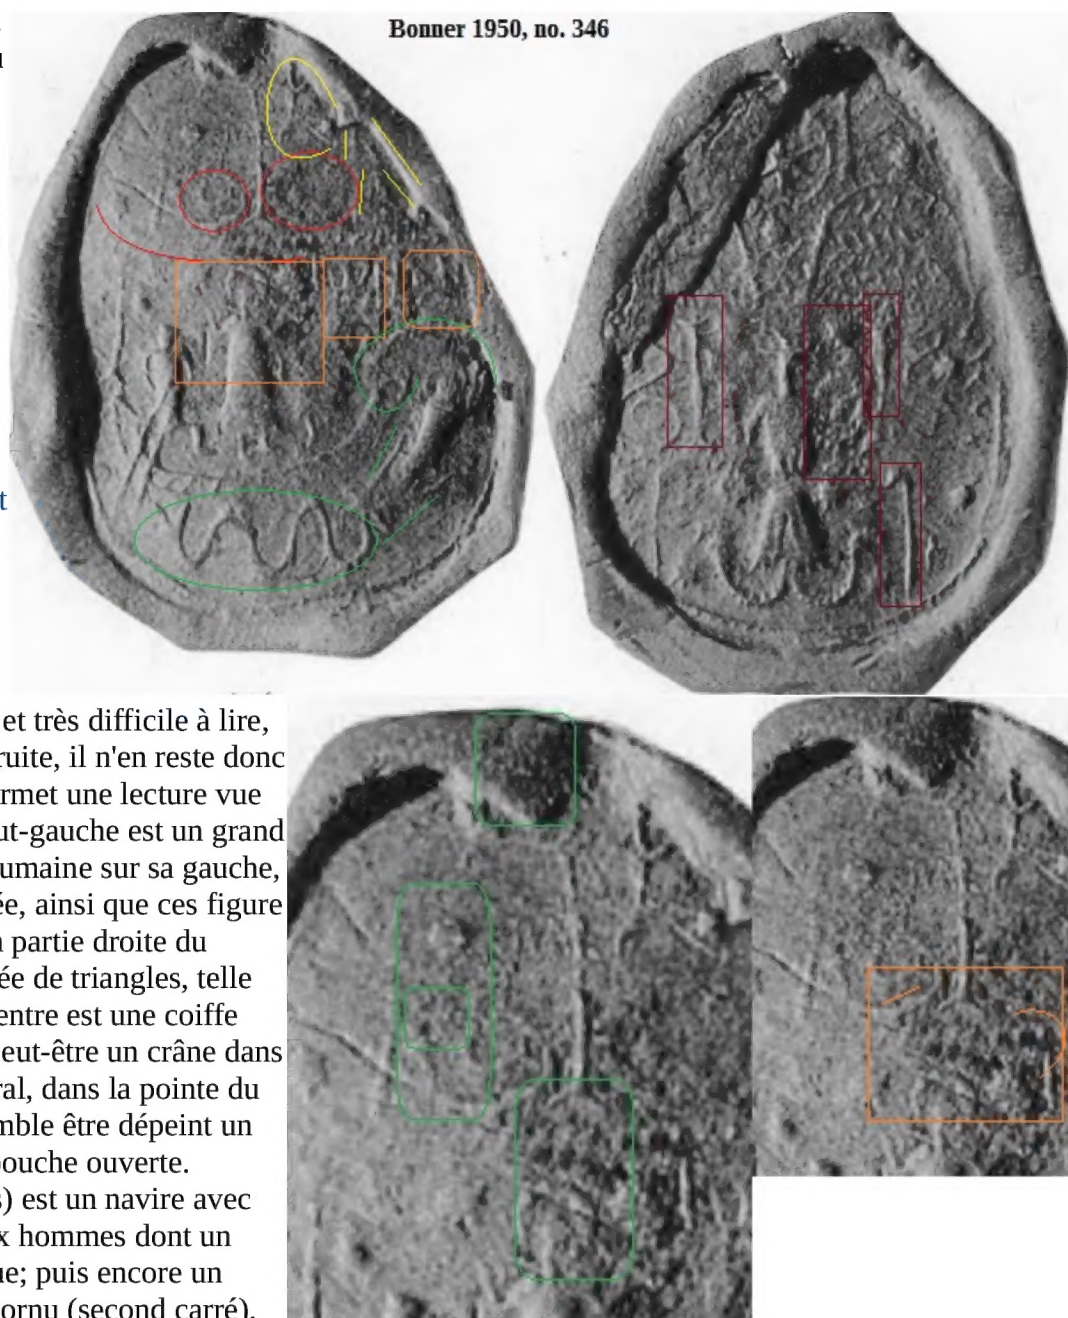 Bonner 1950, no. 346
t
et très difficile à lire,
ruite, il n'en reste donc
rmet une lecture vue
ut-gauche est un grand
umaine sur sa gauche,
ée, ainsi que ces figure
partie droite du
ée de triangles, telle
entre est une coiffe
eut-être un crâne dans
ral, dans la pointe du
mble être dépeint un
bouche ouverte.
s) est un navire avec
x hommes dont un
ue; puis encore un
ornu (second carré).